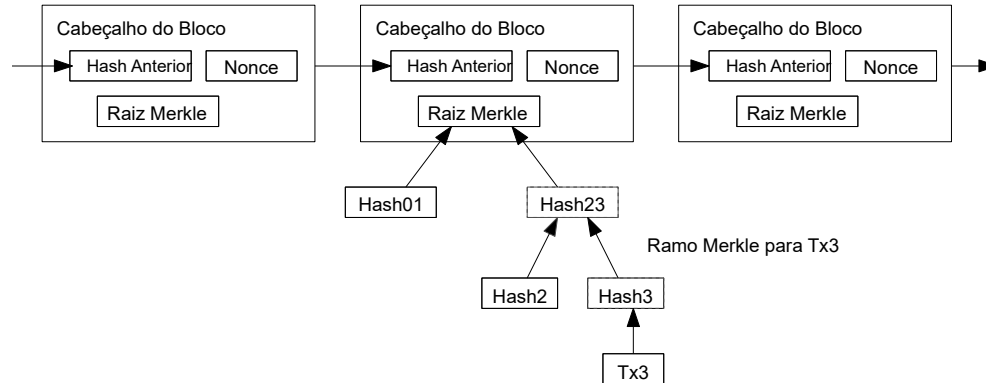 Cabeçalho do Bloco
Cabeçalho do Bloco
Cabeçalho do Bloco
Hash Anterior
Nonce
Hash Anterior
Nonce
Hash Anterior
Nonce
Raiz Merkle
Raiz Merkle
Raiz Merkle
Hash01
Hash23
Ramo Merkle para Tx3
Hash2
Hash3
Tx3